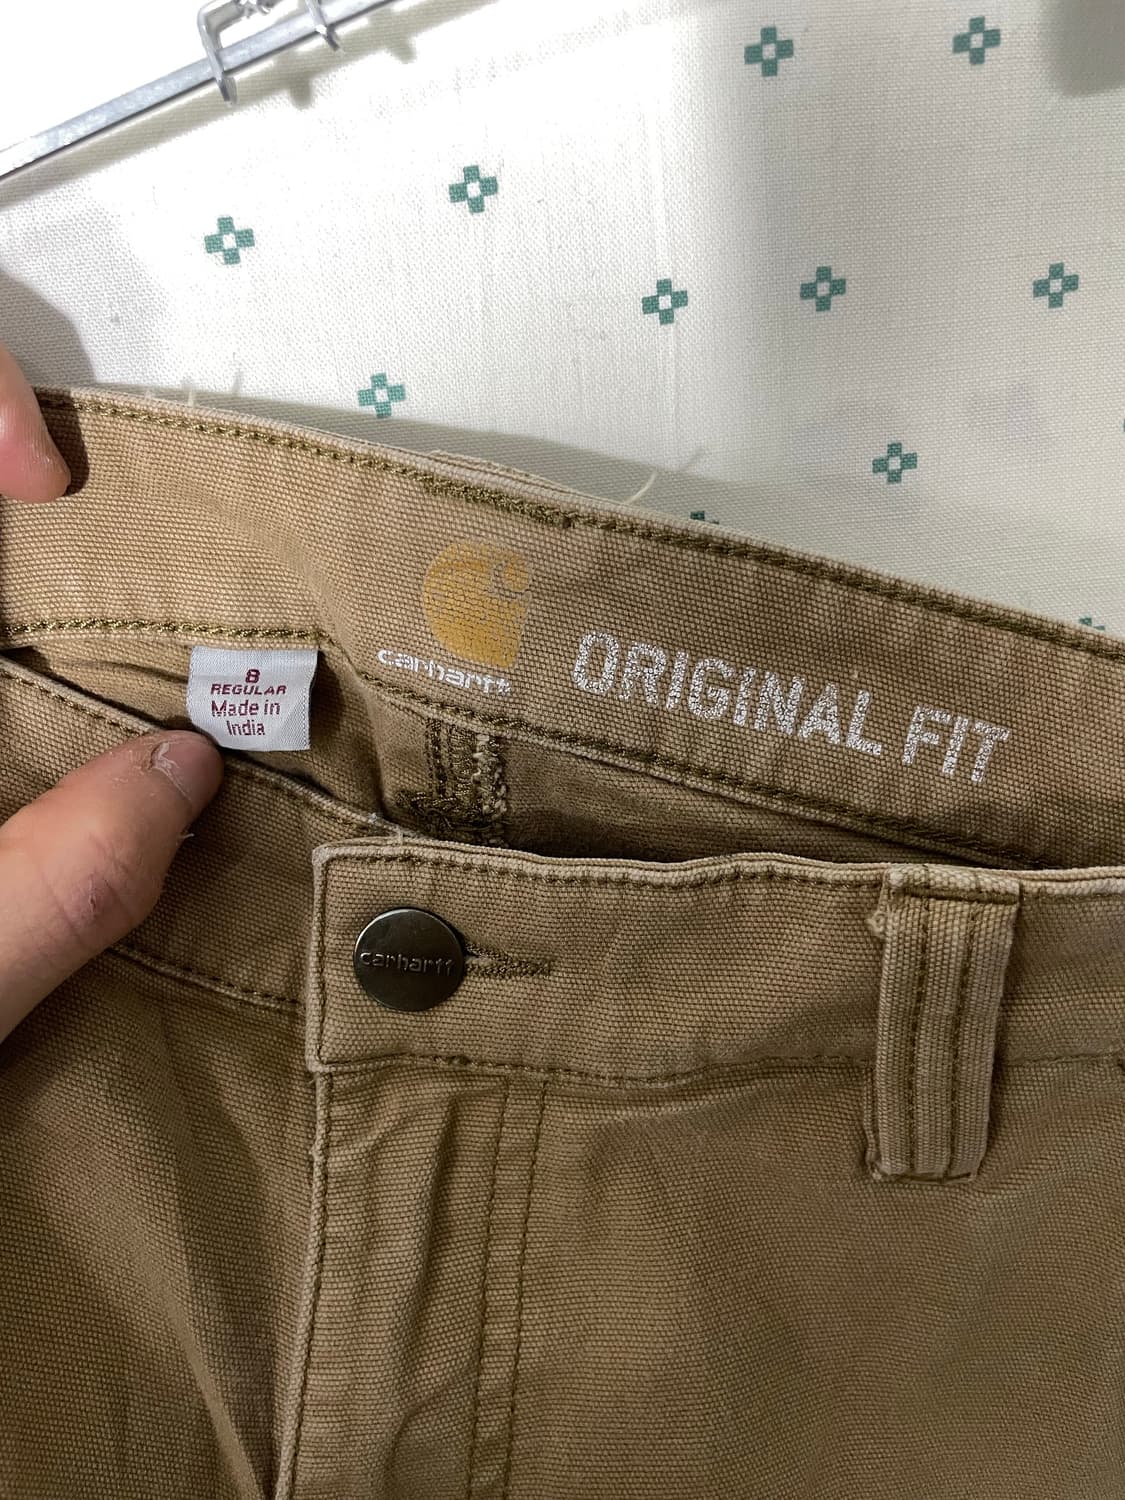 carhartt
ORIGINAL FIT
8
REGULAR
Made in
India
carhartt